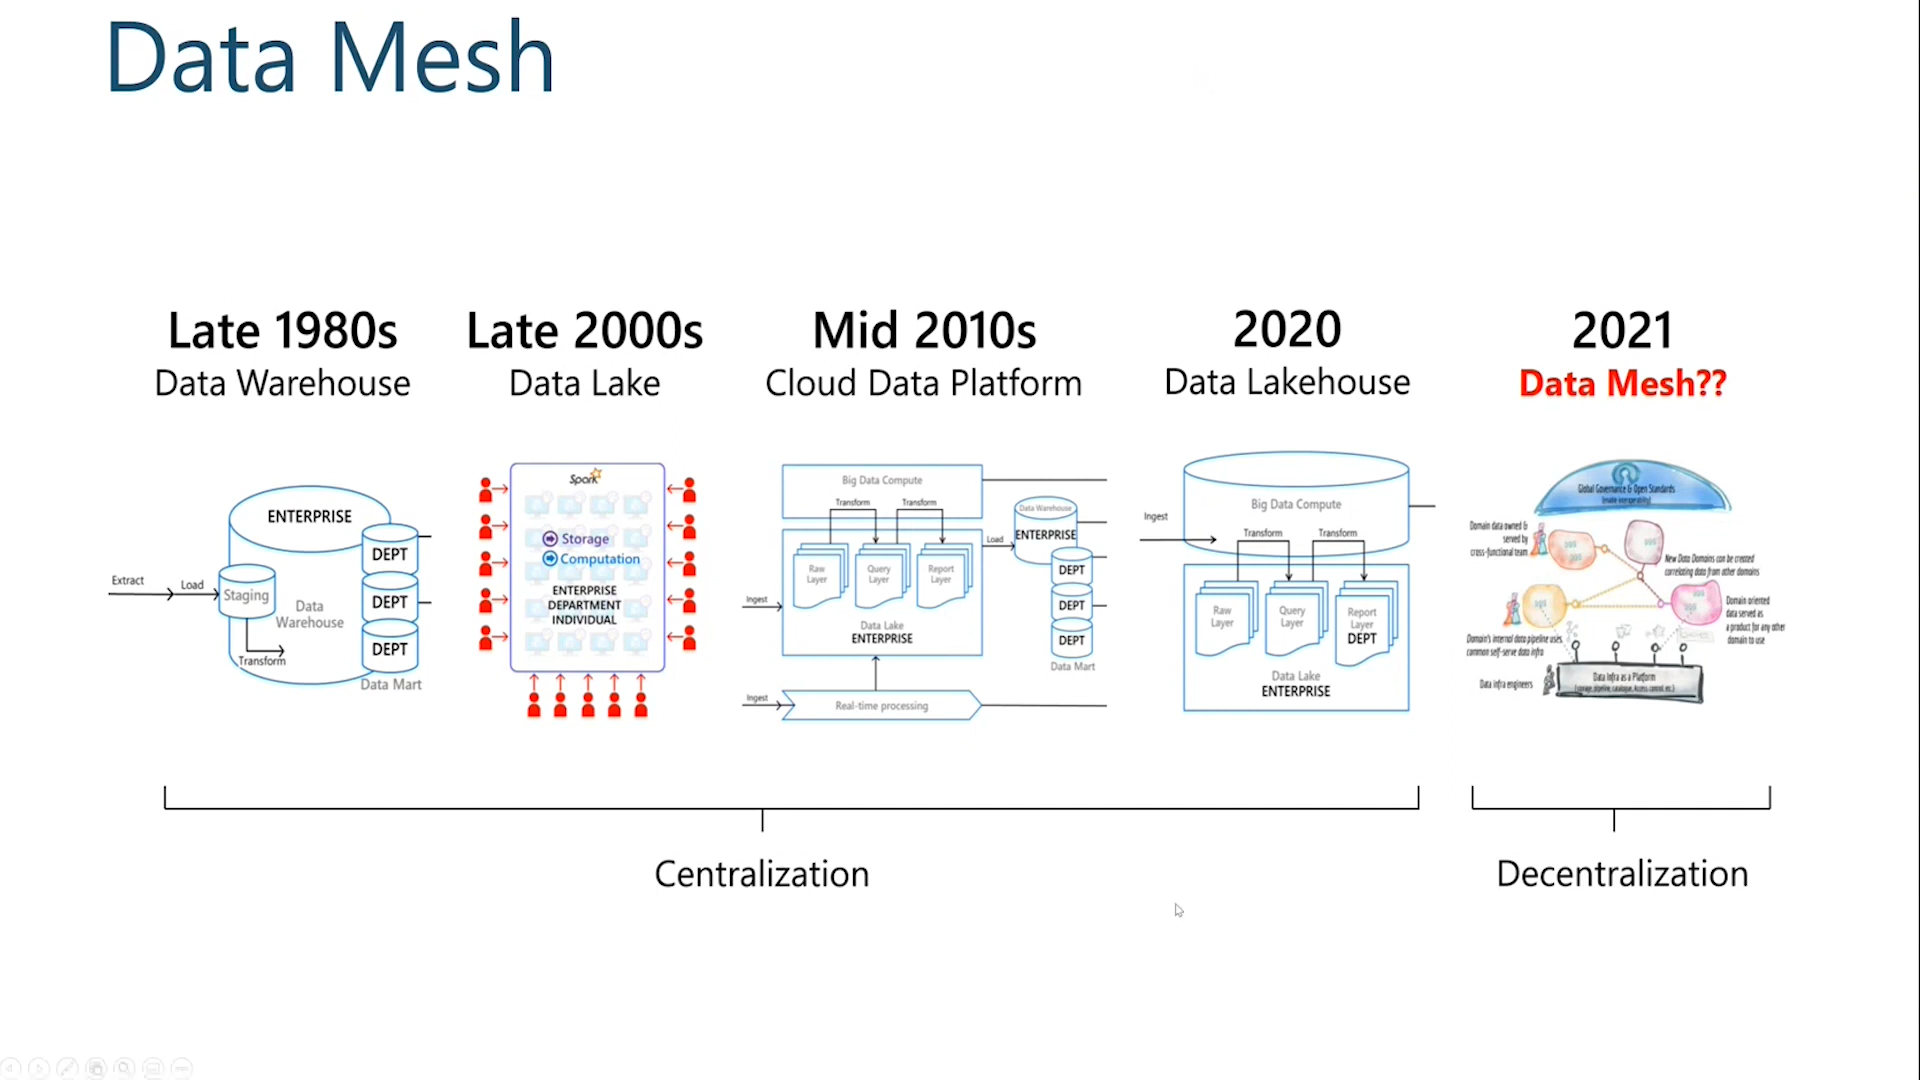 Data Mesh
Late 1980s
Data Warehouse
Late 2000s
Data Lake
Mid 2010s
Cloud Data Platform
2020
Data Lakehouse
2021
Data Mesh??
ENTERPRISE
DEPT
Extract
Load
Staging
DEPT
Data
Warehouse
DEPT
Transform
Data Mart
Spark
Storage
Computation
ENTERPRISE
DEPARTMENT
INDIVIDUAL
Big Data Compute
Transform
Transform
Data Warehouse
ENTERPRISE
Load
Raw
Layer
Query
Layer
Report
Layer
DEPT
Ingest
DEPT
Data Lake
ENTERPRISE
DEPT
Data Mart
Ingest
Real-time processing
Big Data Compute
Ingest
Transform
Transform
Raw
Layer
Query
Layer
Report
Layer
DEPT
Data Lake
ENTERPRISE
Global Governance & Open Standards
(enable interoperability)
Domain data owned &
served by
cross-functional team
New Data Domains can be created
correlating data from other domains
Domain oriented
data served as
a product for any other
domain to use
Domain's internal data pipeline uses
common self-serve data infra
Data infra engineers
Data Infra as a Platform
(storage, pipeline, catalogue, Access control, etc.)
Centralization
Decentralization